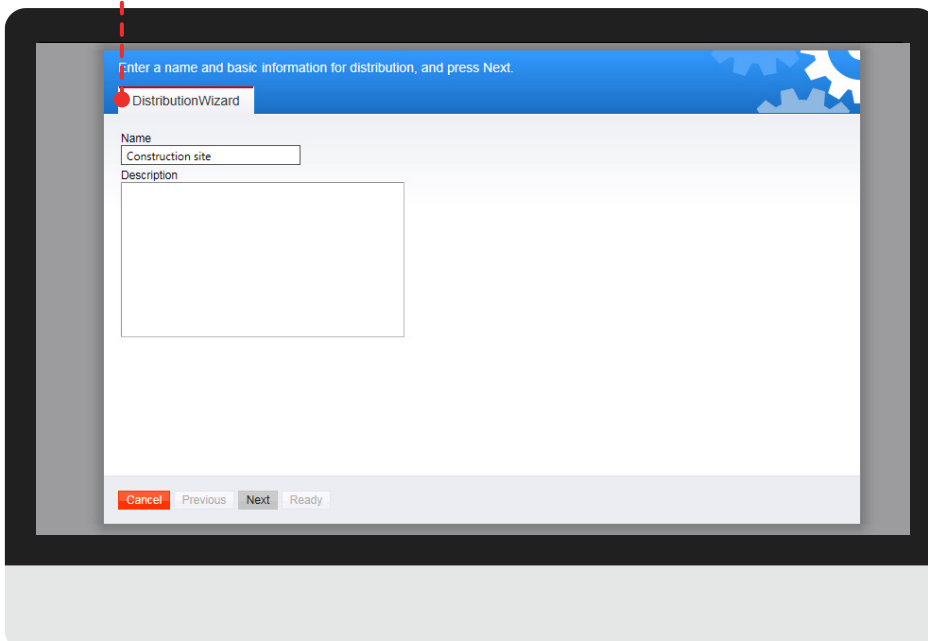 Enter a name and basic information for distribution, and press Next.
DistributionWizard
Name
Construction site
Description
Cancel Previous Next Ready